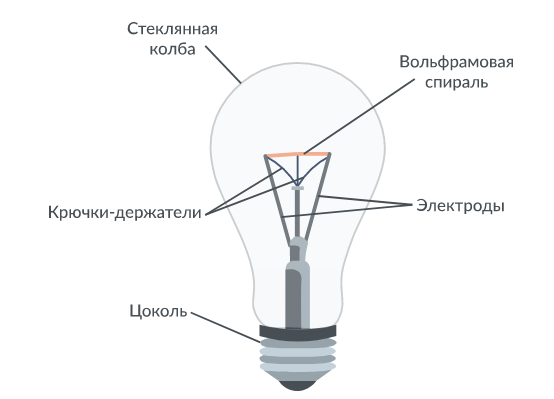 Стеклянная
колба
Вольфрамовая
спираль
Крючки-держатели
Электроды
Цоколь